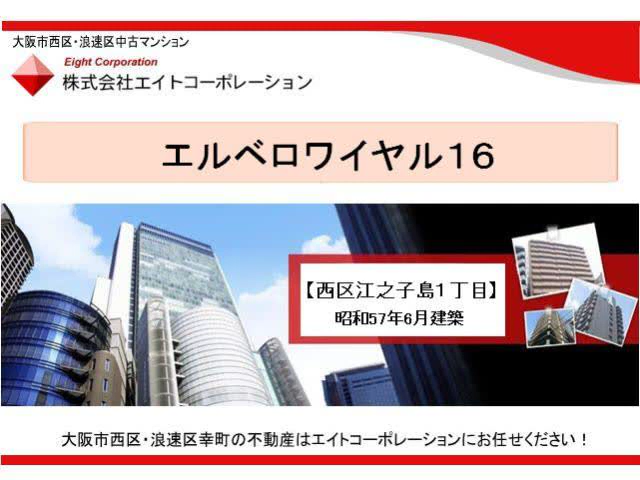 大阪市西区・浪速区中古マンション
Eight Corporation
株式会社エイトコーポレーション
エルベロワイヤル１６
【西区江之子島１丁目】
昭和57年6月建築
大阪市西区・浪速区幸町の不動産はエイトコーポレーションにお任せください！